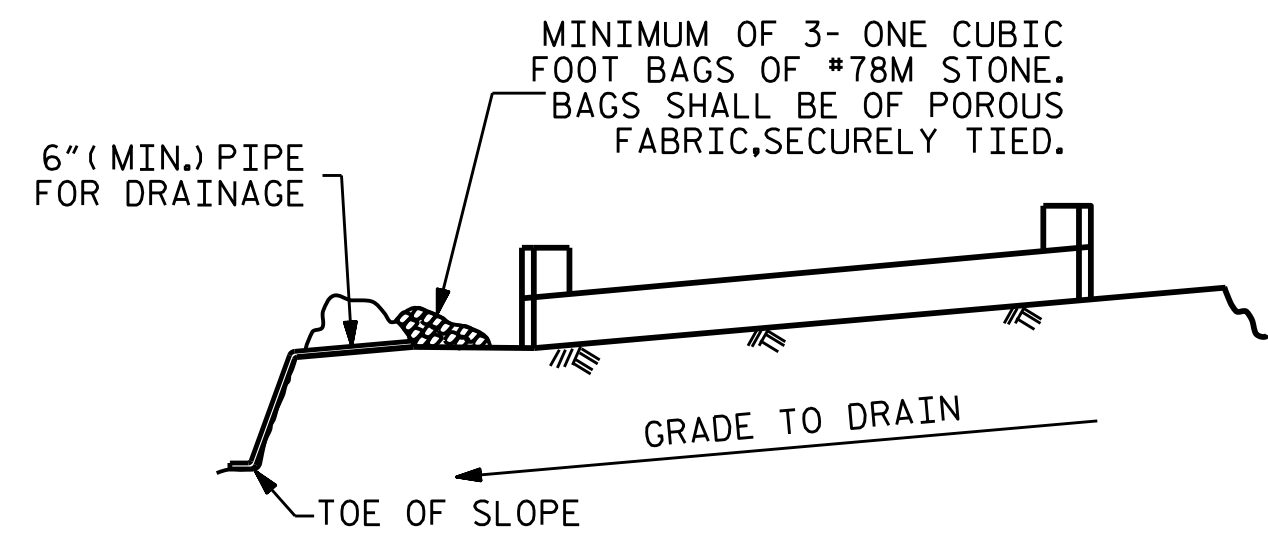 MINIMUM OF 3- ONE CUBIC
FOOT BAGS OF #78M STONE.
BAGS SHALL BE OF POROUS
FABRIC,SECURELY TIED.
6"(MIN.)PIPE
FOR DRAINAGE
GRADE TO DRAIN
TOE OF SLOPE